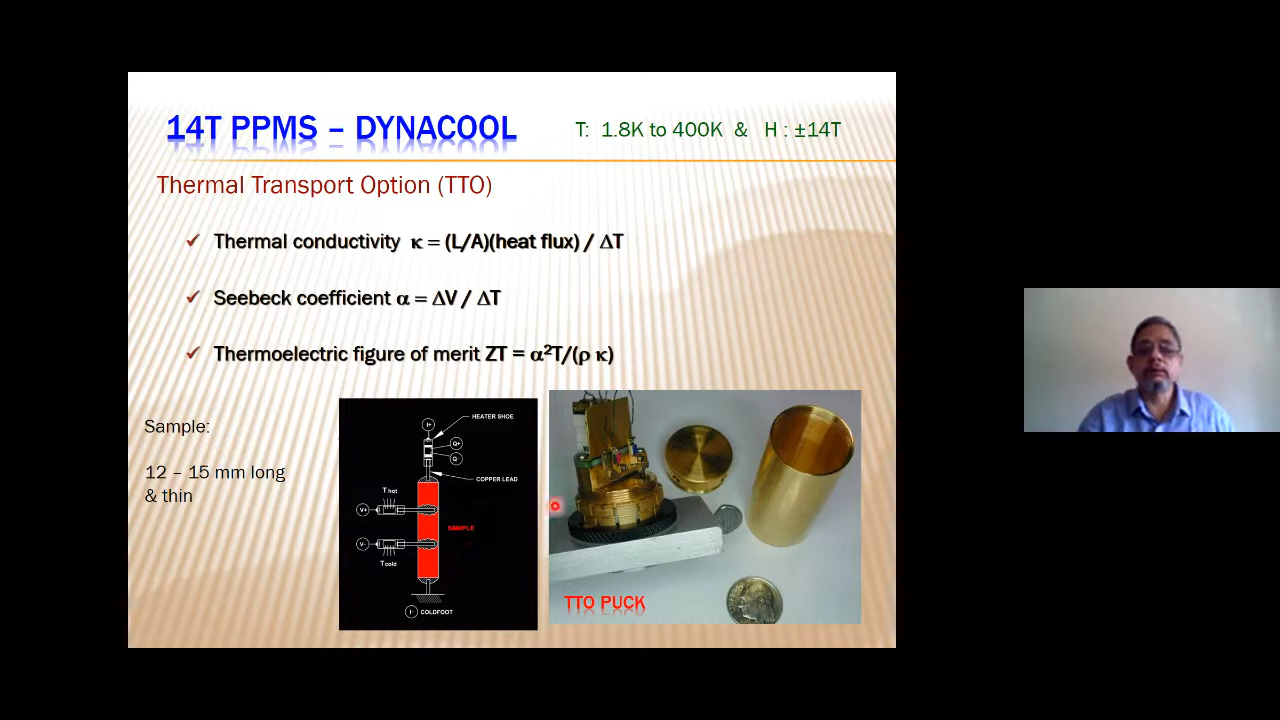 14T PPMS – DYNACOOL
T: 1.8K to 400K & H : ±14T
Thermal Transport Option (TTO)
✓ Thermal conductivity κ = (L/A)(heat flux) / ΔT
✓ Seebeck coefficient α = ΔV / ΔT
✓ Thermoelectric figure of merit ZT = α²T/(ρ κ)
Sample:
12 – 15 mm long
& thin
I+
HEATER SHOE
Q+
Q-
COPPER LEAD
T hot
V+
SAMPLE
V-
T cold
I- COLDFOOT
TTO PUCK